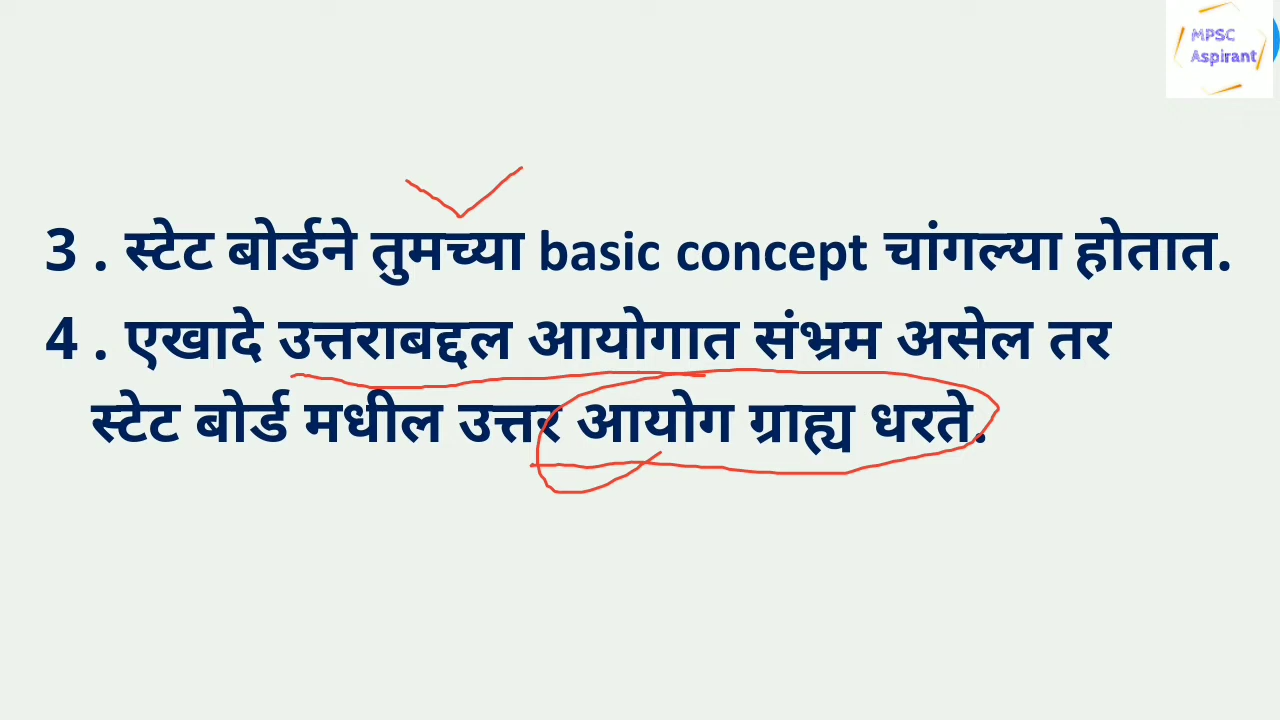 MPSC
Aspirant
3 . स्टेट बोर्डने तुमच्या basic concept चांगल्या होतात.
4 . एखादे उत्तराबद्दल आयोगात संभ्रम असेल तर
स्टेट बोर्ड मधील उत्तर आयोग ग्राह्य धरते.